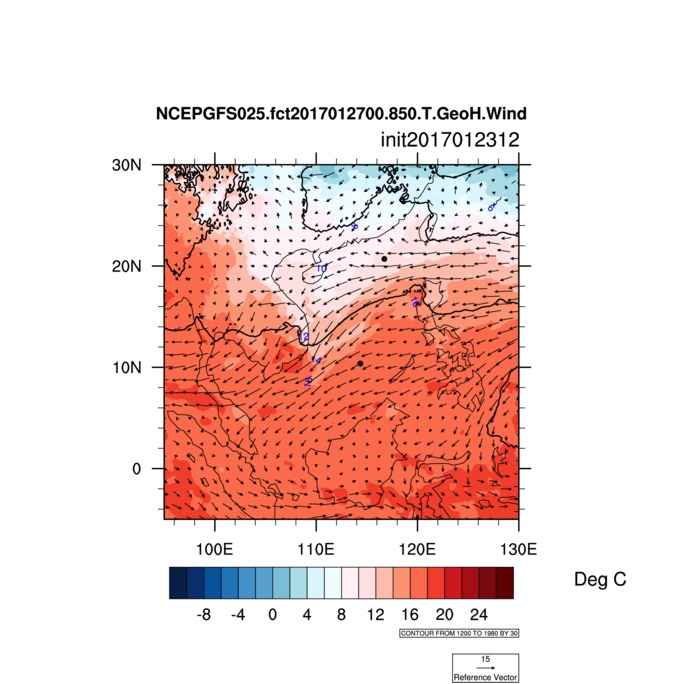 NCEPGFS025.fct2017012700.850.T.GeoH.Wind
init2017012312
30N
20N
10N
0
100E
110E
120E
130E
10
12
-8 -4 0 4 8 12 16 20 24
Deg C
CONTOUR FROM 1200 TO 1980 BY 30
15
Reference Vector